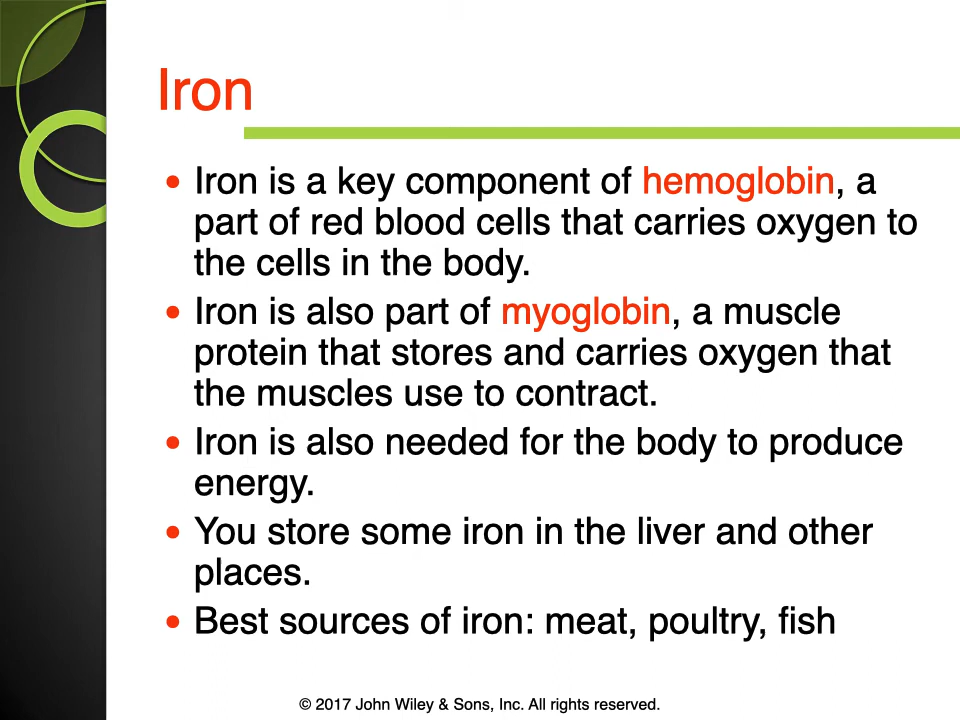 Iron
• Iron is a key component of hemoglobin, a
part of red blood cells that carries oxygen to
the cells in the body.
• Iron is also part of myoglobin, a muscle
protein that stores and carries oxygen that
the muscles use to contract.
• Iron is also needed for the body to produce
energy.
• You store some iron in the liver and other
places.
• Best sources of iron: meat, poultry, fish
© 2017 John Wiley & Sons, Inc. All rights reserved.